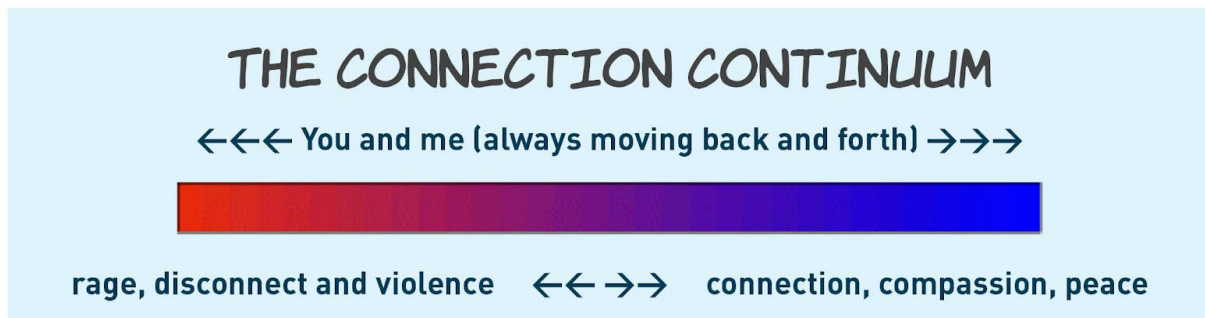 THE CONNECTION CONTINUUM
←←← You and me (always moving back and forth) →→→
rage, disconnect and violence ←← →→ connection, compassion, peace